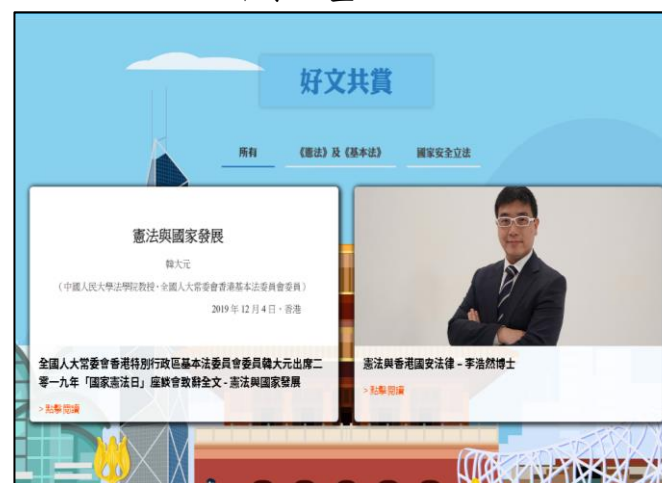 好文共賞
所有 《憲法》及《基本法》 國家安全立法
憲法與國家發展
韓大元
（中國人民大學法學院教授，全國人大常委會香港基本法委員會委員）
2019 年 12 月 4 日，香港
全國人大常委會香港特別行政區基本法委員會委員韓大元出席二
零一九年「國家憲法日」座談會致辭全文 - 憲法與國家發展
> 點擊閱讀
憲法與香港國安法律 – 李浩然博士
> 點擊閱讀